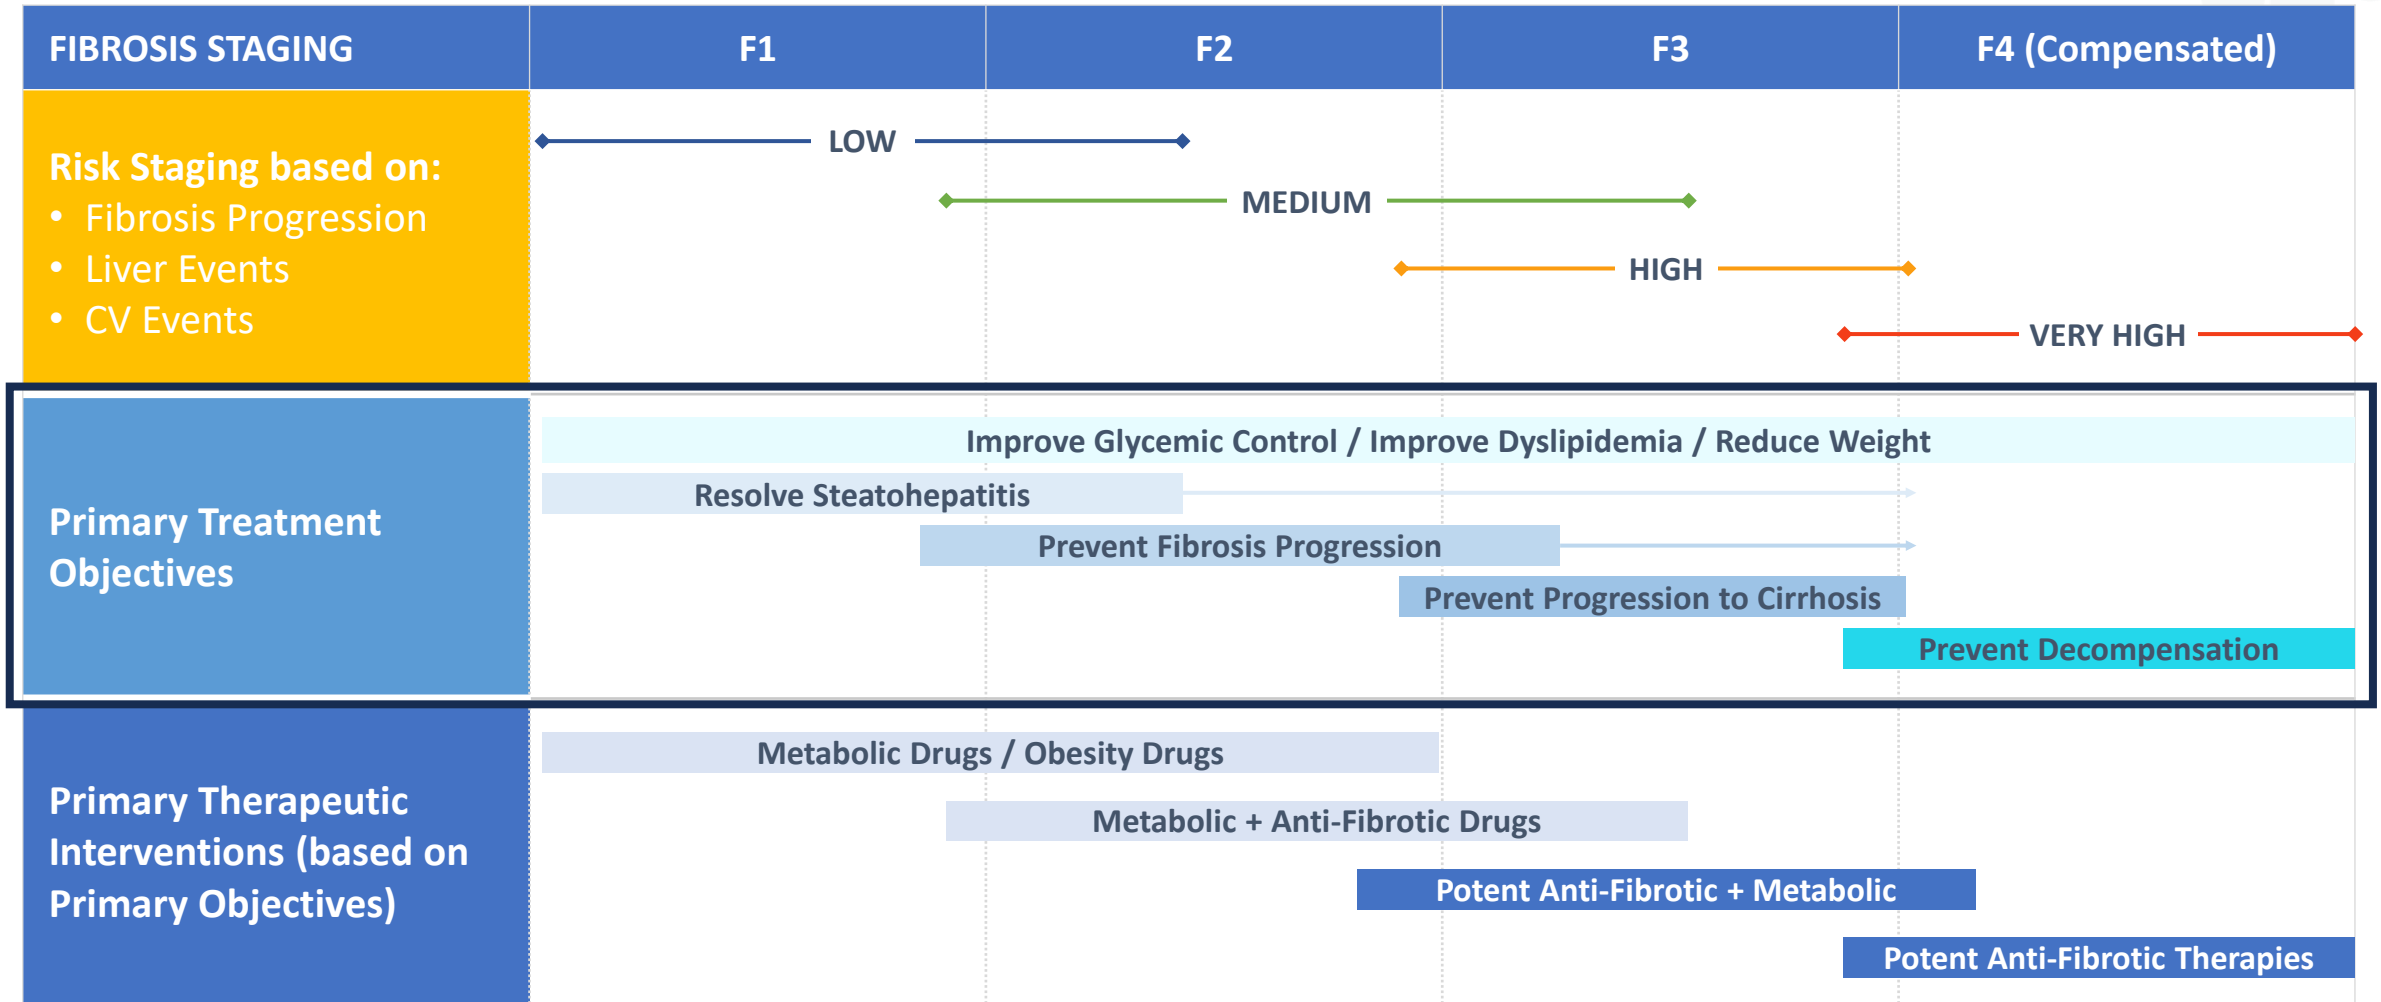 FIBROSIS STAGING
F1
F2
F3
F4 (Compensated)
Risk Staging based on:
• Fibrosis Progression
• Liver Events
• CV Events
LOW
MEDIUM
HIGH
VERY HIGH
Primary Treatment
Objectives
Improve Glycemic Control / Improve Dyslipidemia / Reduce Weight
Resolve Steatohepatitis
Prevent Fibrosis Progression
Prevent Progression to Cirrhosis
Prevent Decompensation
Primary Therapeutic
Interventions (based on
Primary Objectives)
Metabolic Drugs / Obesity Drugs
Metabolic + Anti-Fibrotic Drugs
Potent Anti-Fibrotic + Metabolic
Potent Anti-Fibrotic Therapies